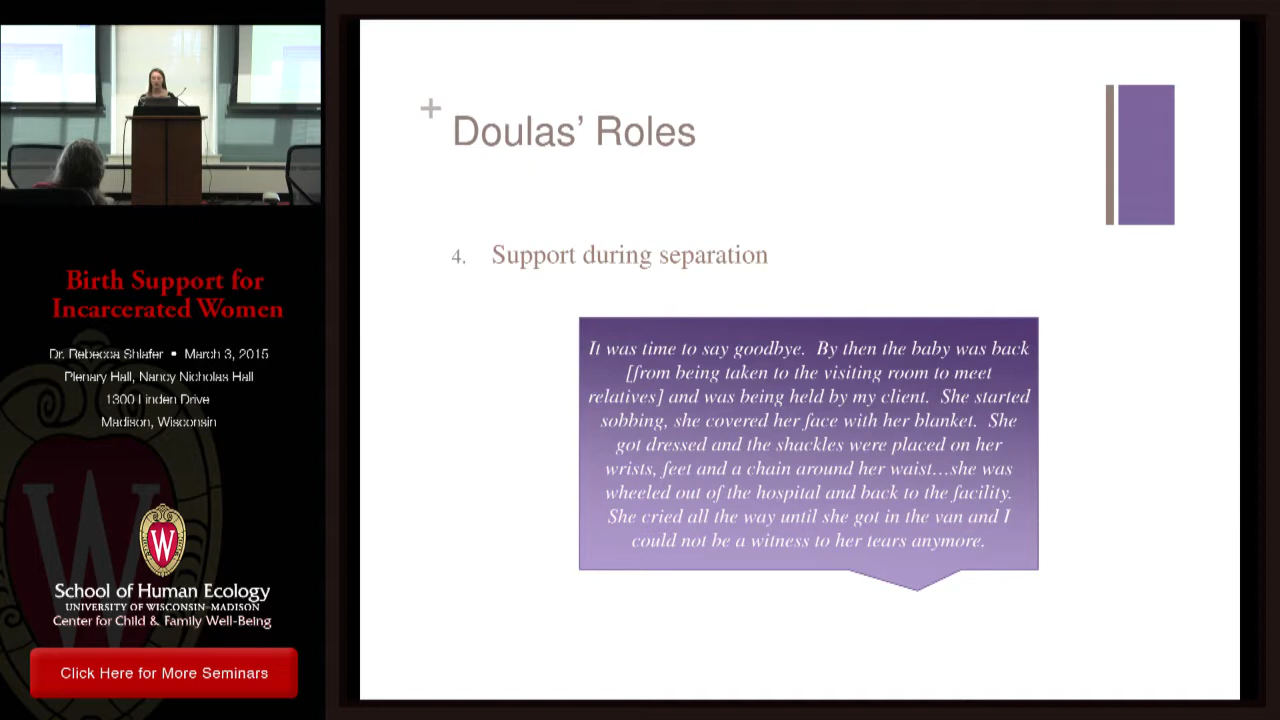 Birth Support for
Incarcerated Women
Dr. Rebecca Shlafer • March 3, 2015
Plenary Hall, Nancy Nicholas Hall
1300 Linden Drive
Madison, Wisconsin
W
School of Human Ecology
UNIVERSITY OF WISCONSIN-MADISON
Center for Child & Family Well-Being
Click Here for More Seminars
+
Doulas’ Roles
4. Support during separation
It was time to say goodbye. By then the baby was back
[from being taken to the visiting room to meet
relatives] and was being held by my client. She started
sobbing, she covered her face with her blanket. She
got dressed and the shackles were placed on her
wrists, feet and a chain around her waist…she was
wheeled out of the hospital and back to the facility.
She cried all the way until she got in the van and I
could not be a witness to her tears anymore.